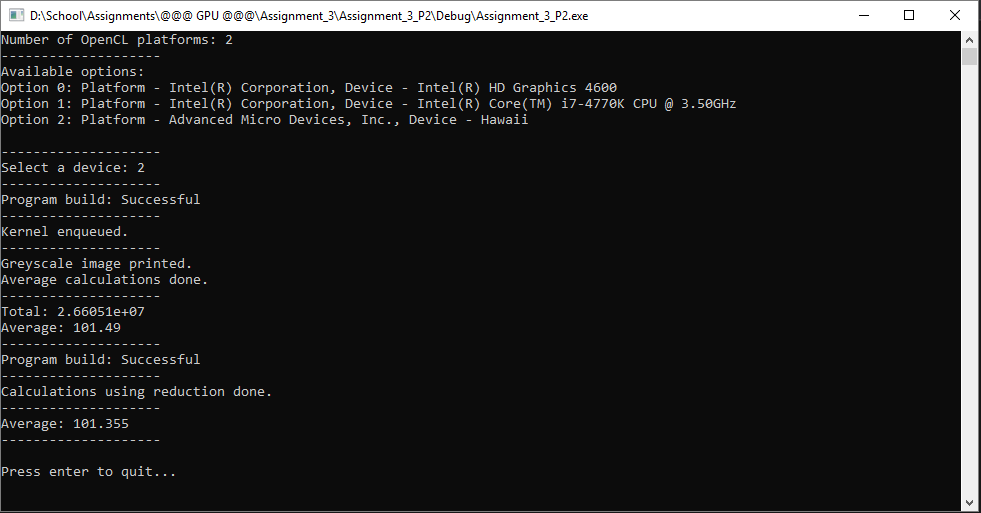 D:\School\Assignments\@@@ GPU @@@\Assignment_3\Assignment_3_P2\Debug\Assignment_3_P2.exe
Number of OpenCL platforms: 2
--------------------
Available options:
Option 0: Platform - Intel(R) Corporation, Device - Intel(R) HD Graphics 4600
Option 1: Platform - Intel(R) Corporation, Device - Intel(R) Core(TM) i7-4770K CPU @ 3.50GHz
Option 2: Platform - Advanced Micro Devices, Inc., Device - Hawaii
--------------------
Select a device: 2
--------------------
Program build: Successful
--------------------
Kernel enqueued.
--------------------
Greyscale image printed.
Average calculations done.
--------------------
Total: 2.66051e+07
Average: 101.49
--------------------
Program build: Successful
--------------------
Calculations using reduction done.
--------------------
Average: 101.355
--------------------
Press enter to quit...